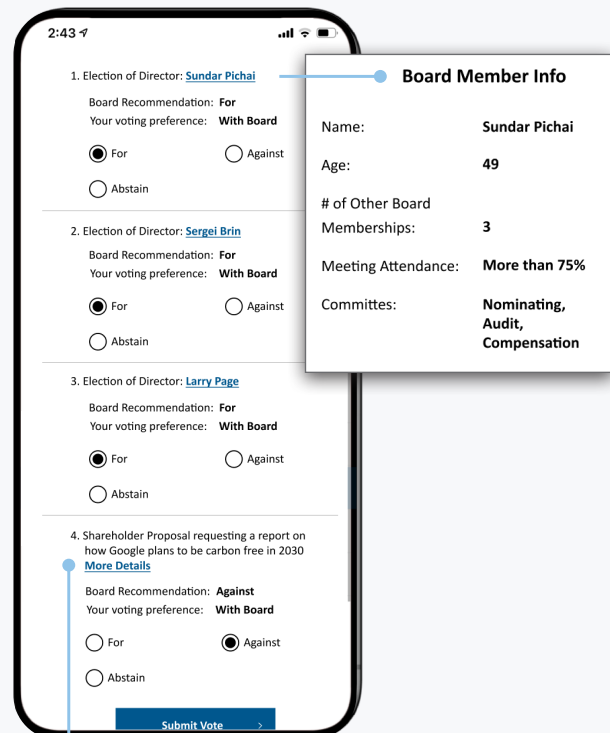 2:43
1. Election of Director: Sundar Pichai
Board Recommendation: For
Your voting preference: With Board
For Against
Abstain
2. Election of Director: Sergei Brin
Board Recommendation: For
Your voting preference: With Board
For Against
Abstain
3. Election of Director: Larry Page
Board Recommendation: For
Your voting preference: With Board
For Against
Abstain
4. Shareholder Proposal requesting a report on
how Google plans to be carbon free in 2030
More Details
Board Recommendation: Against
Your voting preference: With Board
For Against
Abstain
Submit Vote >
Board Member Info
Name: Sundar Pichai
Age: 49
# of Other Board
Memberships: 3
Meeting Attendance: More than 75%
Committes: Nominating,
Audit,
Compensation